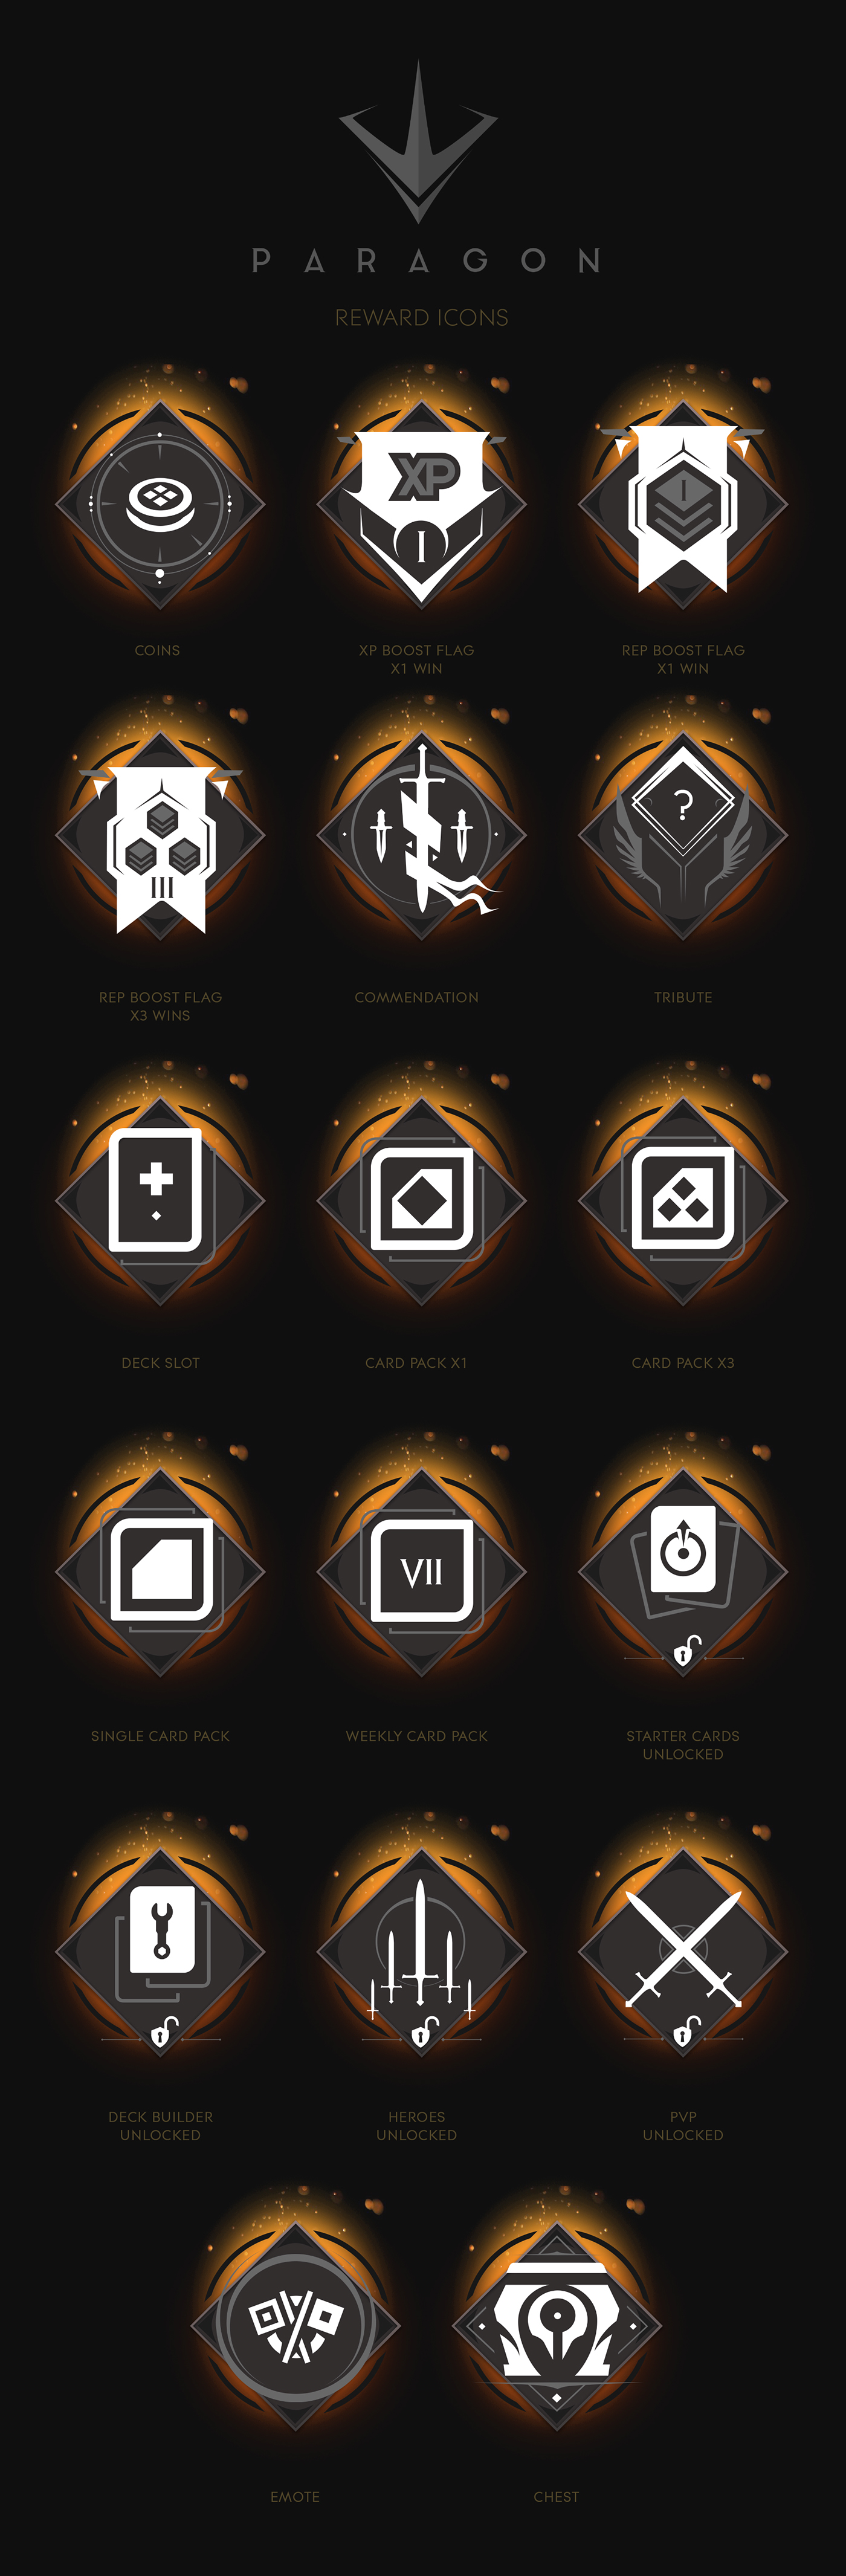 PARAGON
REWARD ICONS
XP
I
I
COINS
XP BOOST FLAG
X1 WIN
REP BOOST FLAG
X1 WIN
III
?
REP BOOST FLAG
X3 WINS
COMMENDATION
TRIBUTE
DECK SLOT
CARD PACK X1
CARD PACK X3
VII
SINGLE CARD PACK
WEEKLY CARD PACK
STARTER CARDS
UNLOCKED
DECK BUILDER
UNLOCKED
HEROES
UNLOCKED
PVP
UNLOCKED
EMOTE
CHEST